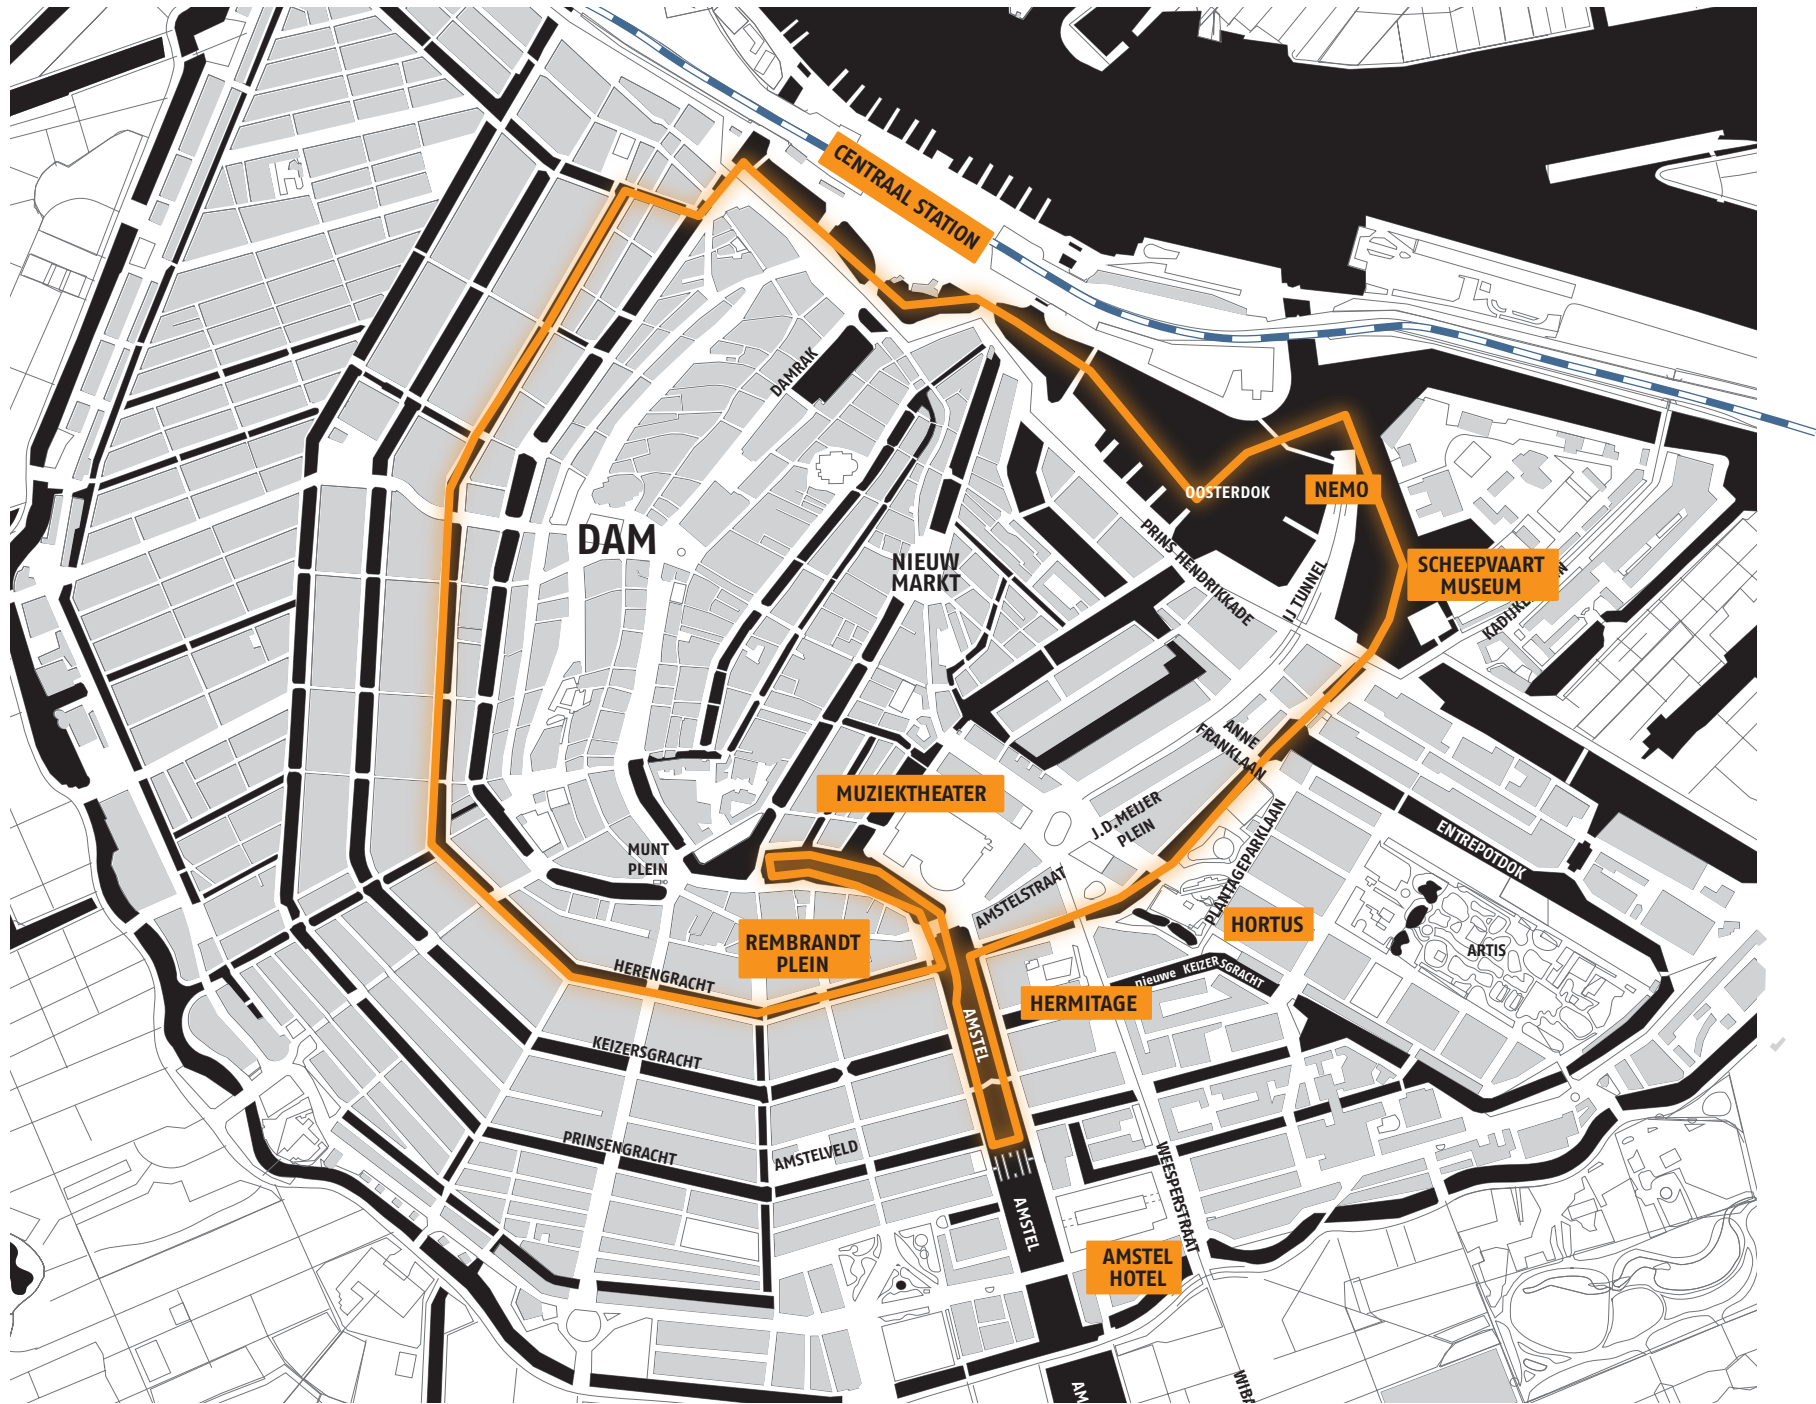 CENTRAAL STATION
DAMRAK
OOSTERDOK
NEMO
DAM
NIEUW
MARKT
PRINS HENDRIKKADE
IJ TUNNEL
SCHEEPVAART
MUSEUM
ANNE
FRANKLAAN
MUZIEKTHEATER
J.D. MEIJER
PLEIN
MUNT
PLEIN
PLANTAGEPARKLAAN
ENTREPOTDOK
AMSTELSTRAAT
HORTUS
REMBRANDT
PLEIN
ARTIS
HERENGRACHT
nieuwe KEIZERSGRACHT
HERMITAGE
AMSTEL
KEIZERSGRACHT
PRINSENGRACHT
AMSTELVELD
WEESPERSTRAAT
AMSTEL
AMSTEL
HOTEL
AM
WIBA